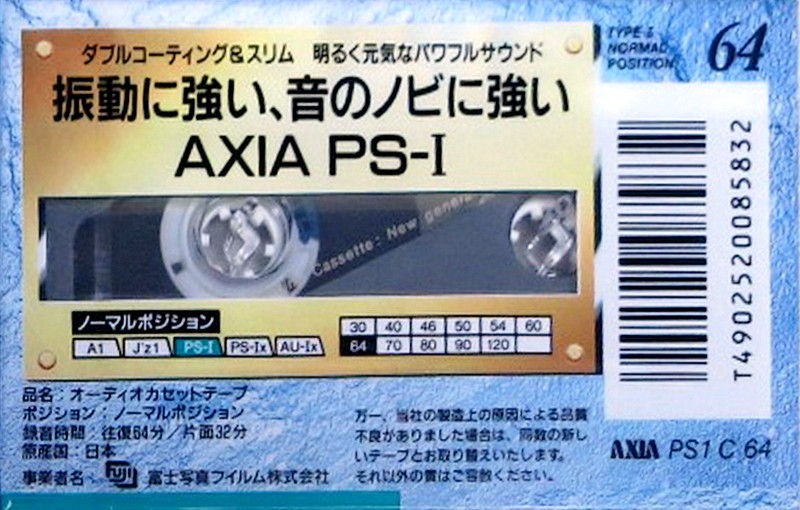 ダブルコーティング&スリム 明るく元気なパワフルサウンド
振動に強い、音のノビに強い
AXIA PS-I
TYPE I
NORMAL
POSITION
64
Cassette: New genera
ノーマルポジション
A1 J'z1 PS-I PS-Ix AU-Ix
30 40 46 50 54 60
64 70 80 90 120
T4902520085832
品名:オーディオカセットテープ
ポジション:ノーマルポジション
録音時間:往復64分/片面32分
原産国:日本
事業者名 FUJI 富士写真フイルム株式会社
万一、当社の製造上の原因による品質
不良がありました場合は、同数の新し
いテープとお取り替えいたします。
それ以外の責はご容赦ください。
AXIA PS1 C 64